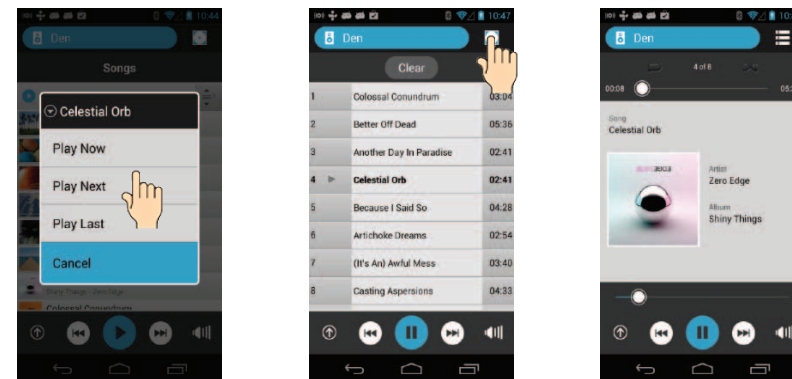 10:44
Den
Songs
Celestial Orb
Play Now
Play Next
Play Last
Cancel
Shiny Things - Zero Edge
Colossal Conundrum
10:47
Den
Clear
1 Colossal Conundrum 03:04
2 Better Off Dead 05:36
3 Another Day In Paradise 02:41
4 Celestial Orb 02:41
5 Because I Said So 04:28
6 Artichoke Dreams 02:54
7 (It's An) Awful Mess 03:40
8 Casting Aspersions 04:33
Den
4 of 8
00:08
Song
Celestial Orb
Artist
Zero Edge
Album
Shiny Things